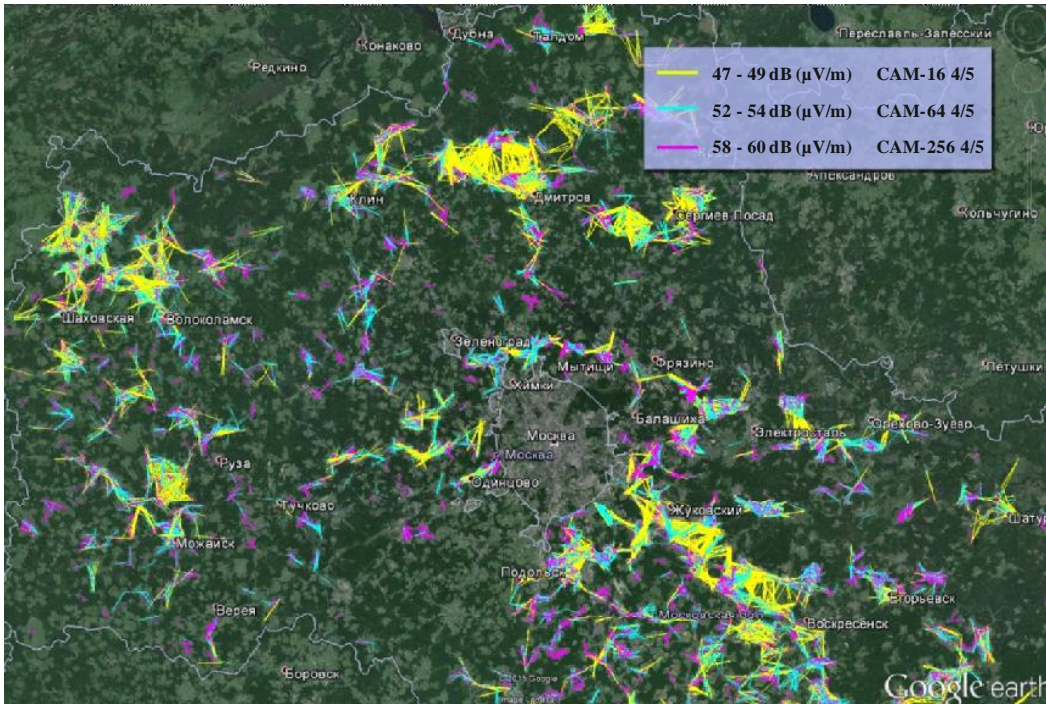 Дубна
Талдом
Переславль-Залесский
Конаково
Редкино
47 - 49 dB (µV/m) CAM-16 4/5
52 - 54 dB (µV/m) CAM-64 4/5
58 - 60 dB (µV/m) CAM-256 4/5
Александров
Клин
Дмитров
Сергиев Посад
Кольчугино
Шаховская
Волоколамск
Зеленоград
Мытищи
Фрязино
Петушки
Химки
Балашиха
Электросталь
Орехово-Зуево
Москва
Москва
Руза
Одинцово
Тучково
Жуковский
Шатур
Можайск
Подольск
Егорьевск
Верея
Воскресенск
Боровск
Google earth